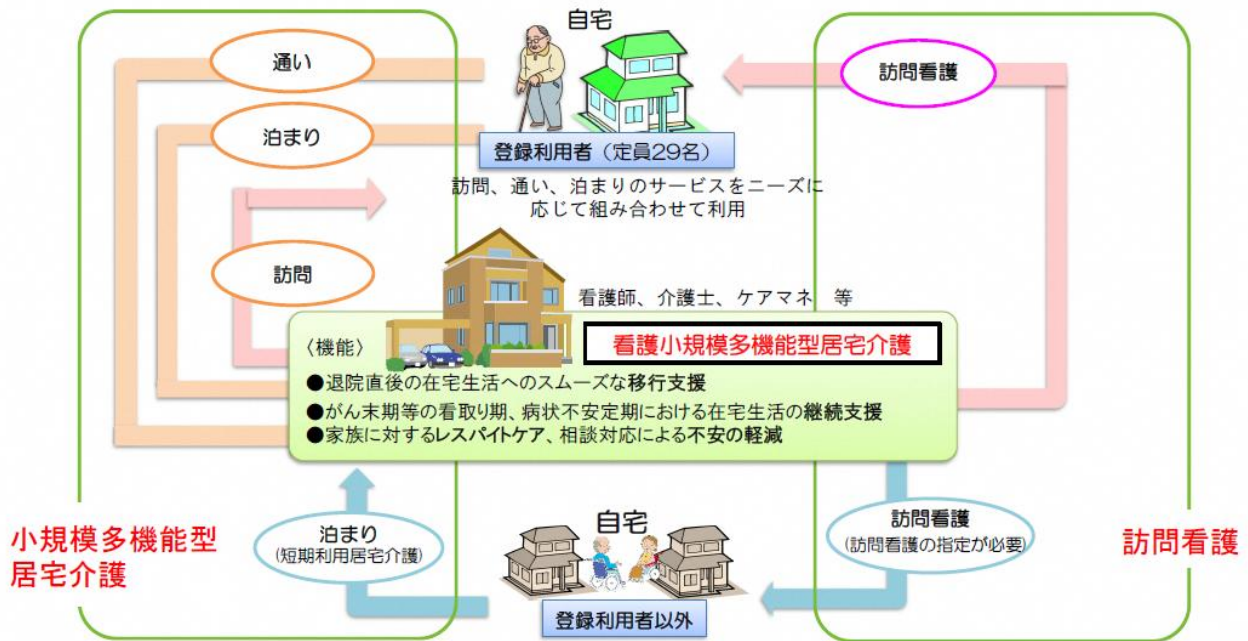 自宅
通い
訪問看護
泊まり
登録利用者（定員29名）
訪問、通い、泊まりのサービスをニーズに
応じて組み合わせて利用
訪問
看護師、介護士、ケアマネ　等
〈機能〉
看護小規模多機能型居宅介護
●退院直後の在宅生活へのスムーズな移行支援
●がん末期等の看取り期、病状不安定期における在宅生活の継続支援
●家族に対するレスパイトケア、相談対応による不安の軽減
小規模多機能型
居宅介護
泊まり
(短期利用居宅介護)
自宅
訪問看護
(訪問看護の指定が必要)
訪問看護
登録利用者以外